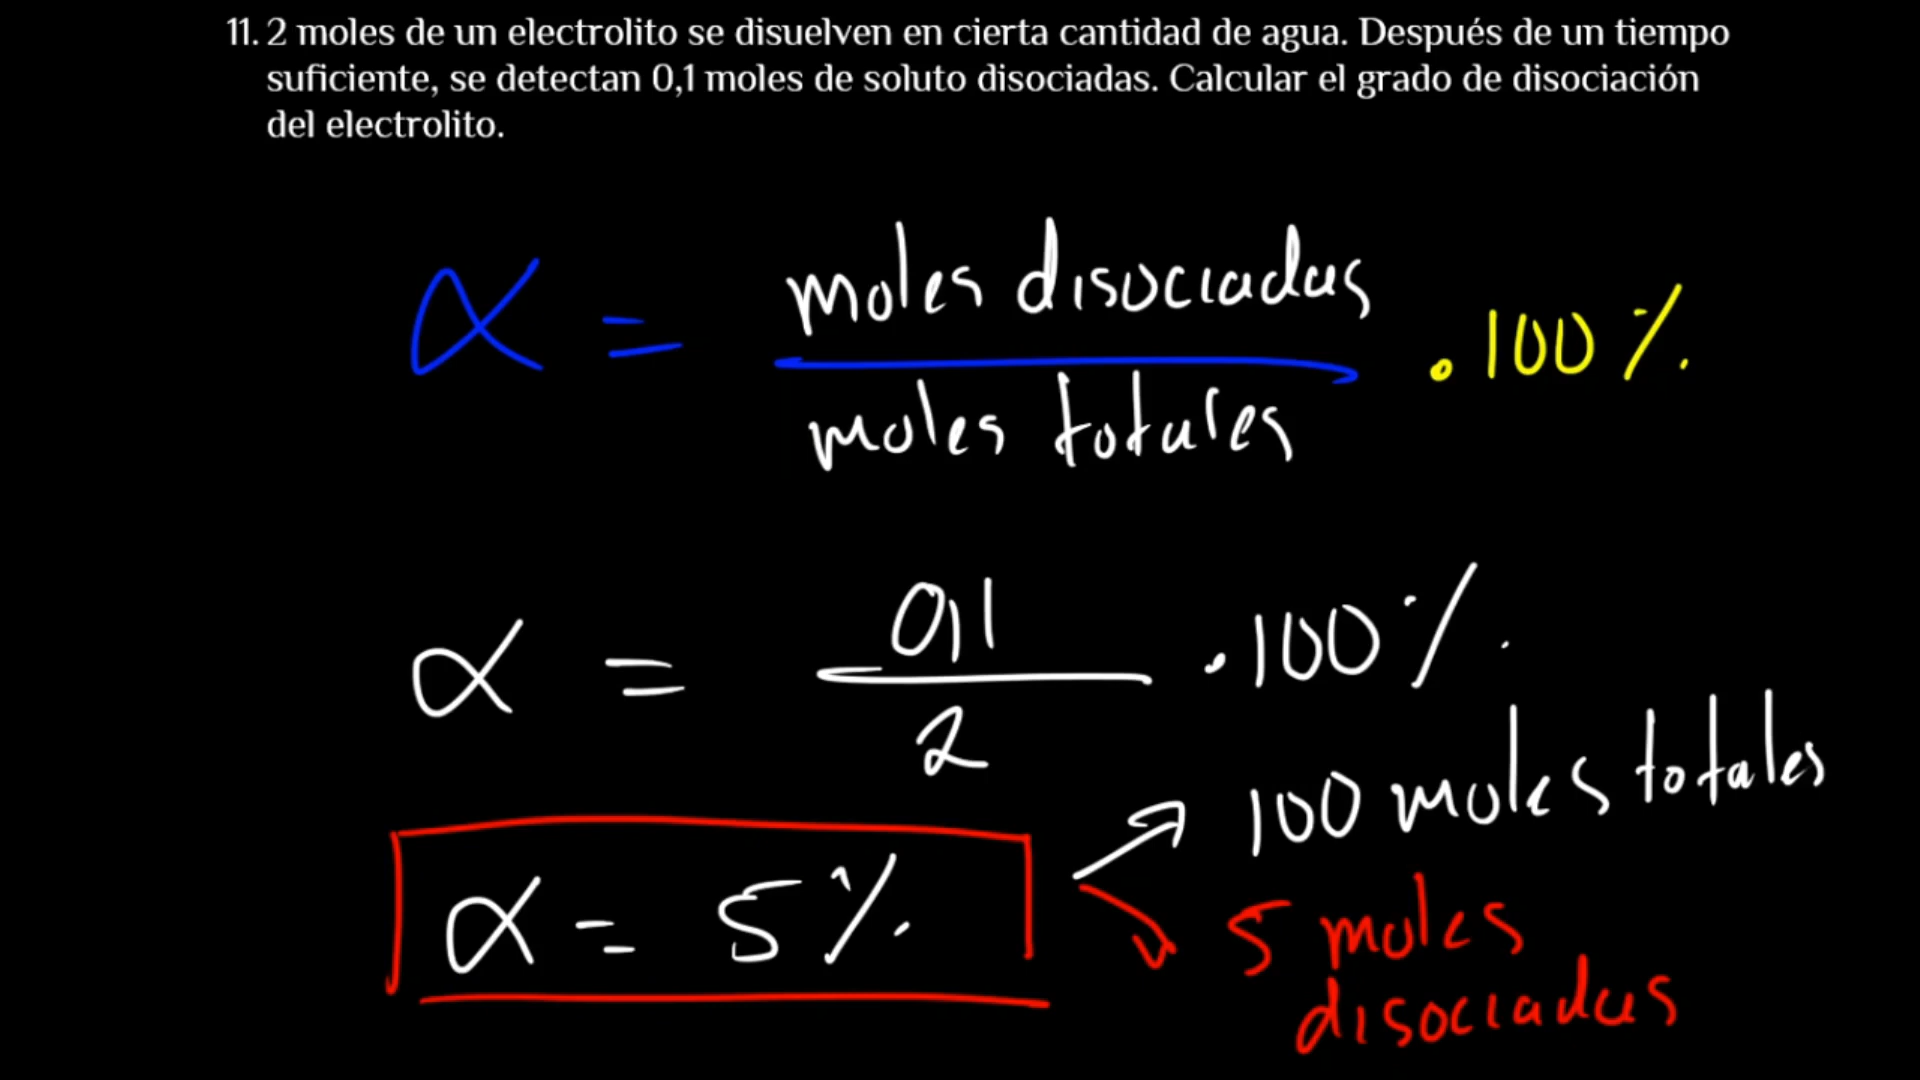 11. 2 moles de un electrolito se disuelven en cierta cantidad de agua. Después de un tiempo
suficiente, se detectan 0,1 moles de soluto disociadas. Calcular el grado de disociación
del electrolito.
α = moles disociadas / moles totales . 100%
α = 0,1 / 2 . 100%
100 moles totales
α = 5%
5 moles
disociadas